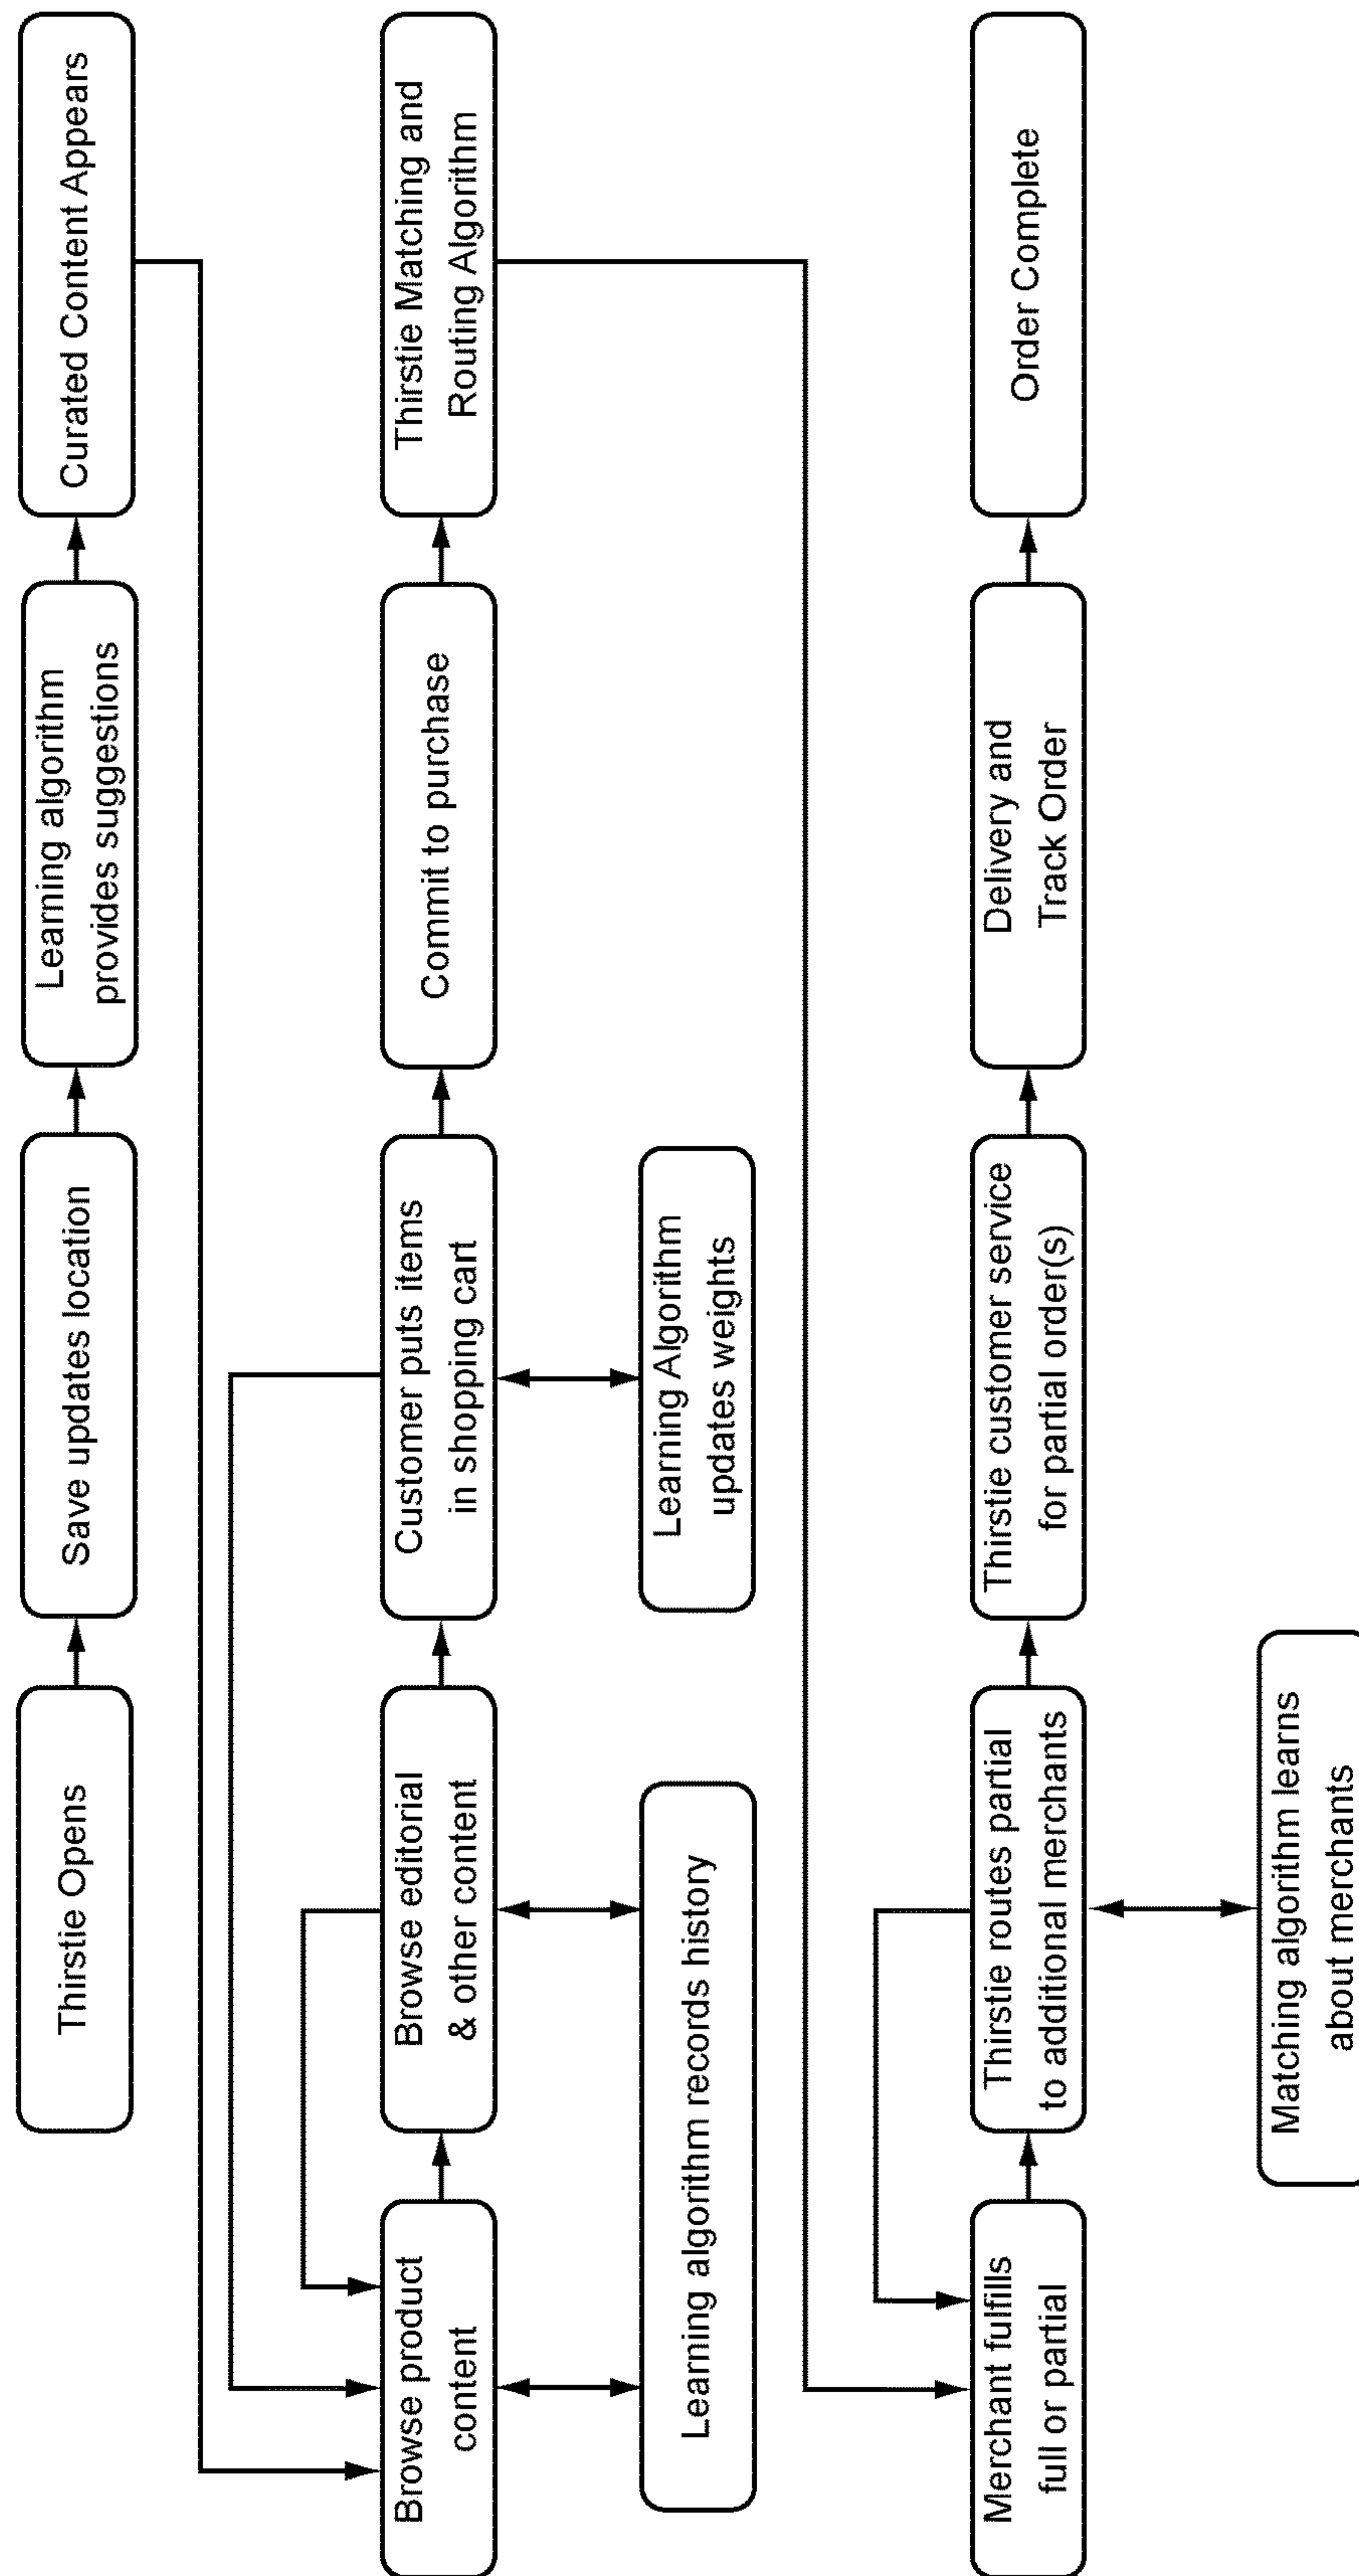 Thirstie Opens
Save updates location
Learning algorithm
provides suggestions
Curated Content Appears
Browse product
content
Browse editorial
& other content
Customer puts items
in shopping cart
Commit to purchase
Thirstie Matching and
Routing Algorithm
Learning algorithm records history
Learning Algorithm
updates weights
Merchant fulfills
full or partial
Thirstie routes partial
to additional merchants
Thirstie customer service
for partial order(s)
Delivery and
Track Order
Order Complete
Matching algorithm learns
about merchants